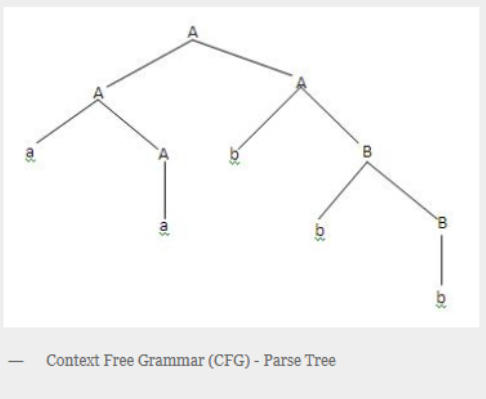 A
A A
a A b B
a b B
b
— Context Free Grammar (CFG) - Parse Tree